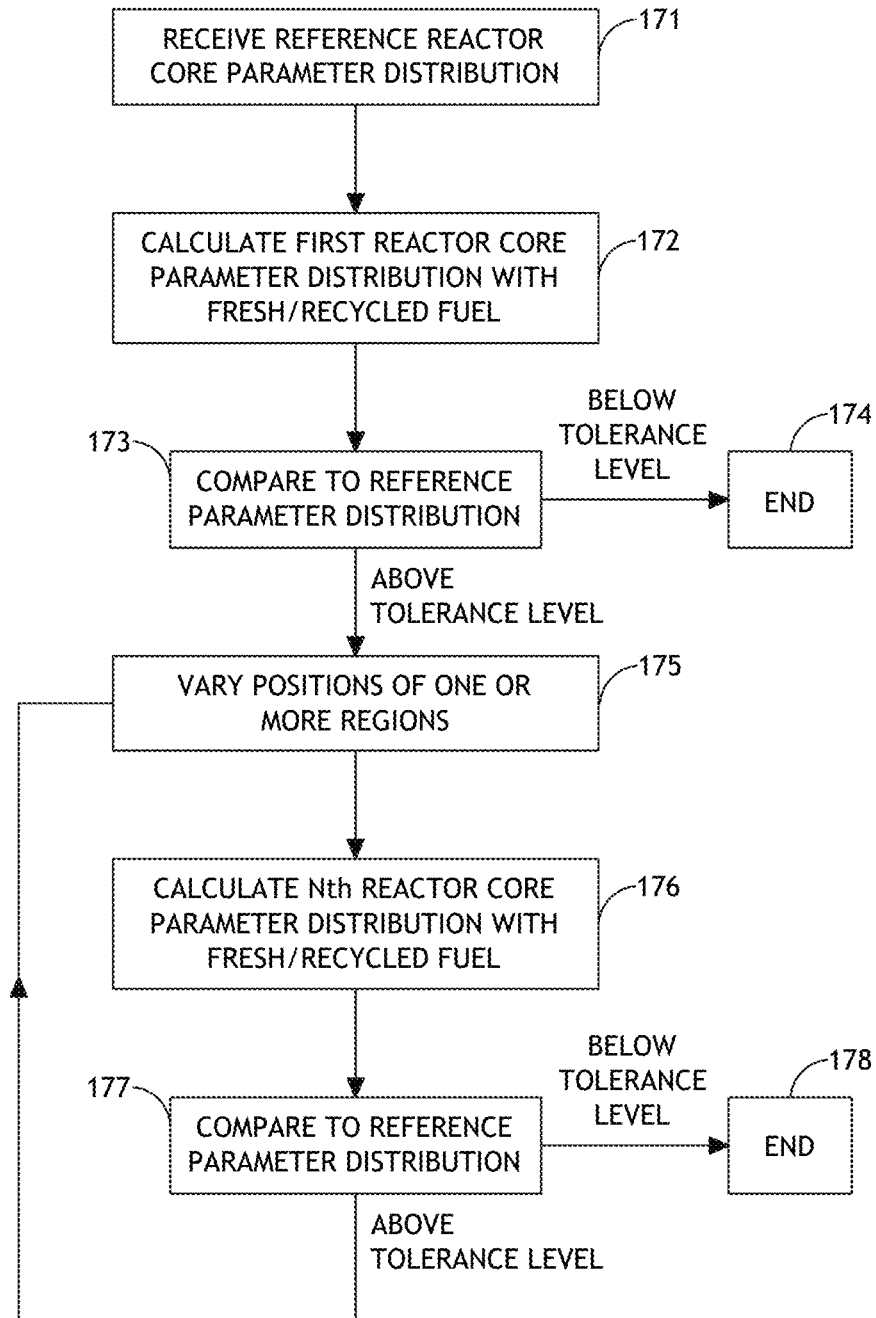 171
RECEIVE REFERENCE REACTOR
CORE PARAMETER DISTRIBUTION
172
CALCULATE FIRST REACTOR CORE
PARAMETER DISTRIBUTION WITH
FRESH/RECYCLED FUEL
173
COMPARE TO REFERENCE
PARAMETER DISTRIBUTION
BELOW
TOLERANCE
LEVEL
174
END
ABOVE
TOLERANCE LEVEL
175
VARY POSITIONS OF ONE OR
MORE REGIONS
176
CALCULATE Nth REACTOR CORE
PARAMETER DISTRIBUTION WITH
FRESH/RECYCLED FUEL
177
COMPARE TO REFERENCE
PARAMETER DISTRIBUTION
BELOW
TOLERANCE
LEVEL
178
END
ABOVE
TOLERANCE LEVEL